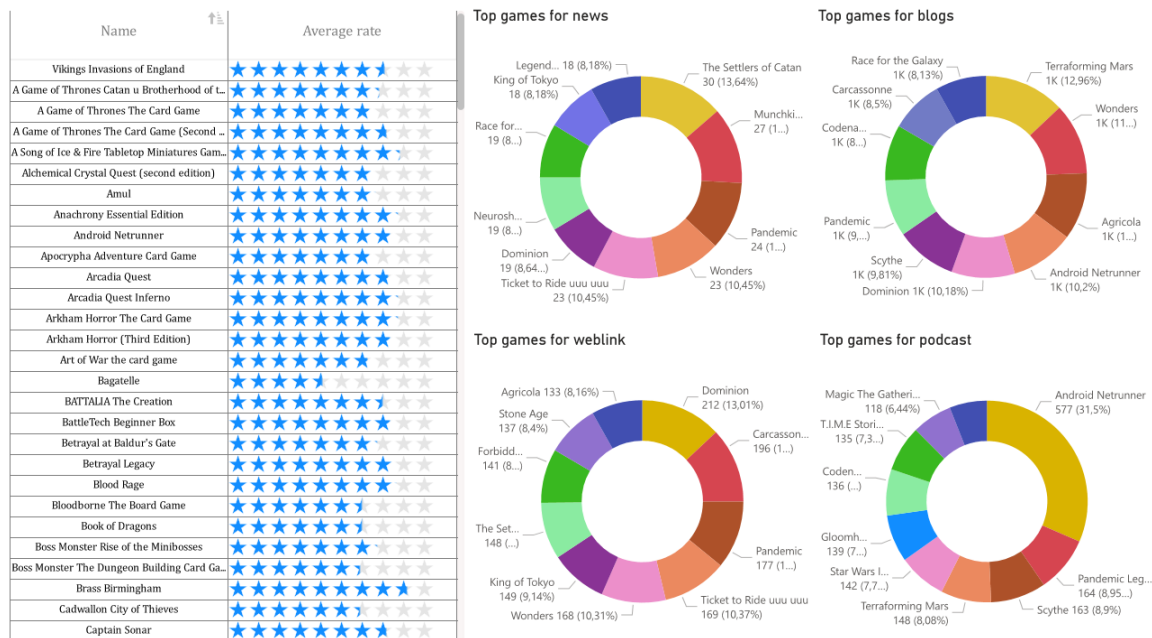 Name
Average rate
Vikings Invasions of England
A Game of Thrones Catan u Brotherhood of t...
A Game of Thrones The Card Game
A Game of Thrones The Card Game (Second ...
A Song of Ice & Fire Tabletop Miniatures Gam...
Alchemical Crystal Quest (second edition)
Amul
Anachrony Essential Edition
Android Netrunner
Apocrypha Adventure Card Game
Arcadia Quest
Arcadia Quest Inferno
Arkham Horror The Card Game
Arkham Horror (Third Edition)
Art of War the card game
Bagatelle
BATTALIA The Creation
BattleTech Beginner Box
Betrayal at Baldur's Gate
Betrayal Legacy
Blood Rage
Bloodborne The Board Game
Book of Dragons
Boss Monster Rise of the Minibosses
Boss Monster The Dungeon Building Card Ga...
Brass Birmingham
Cadwallon City of Thieves
Captain Sonar
Top games for news
Legend... 18 (8,18%)
King of Tokyo
18 (8,18%)
Race for...
19 (8...)
Neurosh...
19 (8...)
Dominion
19 (8,64...)
Ticket to Ride uuu uuu
23 (10,45%)
Wonders
23 (10,45%)
Pandemic
24 (1...)
Munchki...
27 (1...)
The Settlers of Catan
30 (13,64%)
Top games for blogs
Race for the Galaxy
1K (8,13%)
Carcassonne
1K (8,5%)
Codena...
1K (8...)
Pandemic
1K (9,...)
Scythe
1K (9,81%)
Dominion 1K (10,18%)
Android Netrunner
1K (10,2%)
Agricola
1K (1...)
Wonders
1K (11...)
Terraforming Mars
1K (12,96%)
Top games for weblink
Agricola 133 (8,16%)
Stone Age
137 (8,4%)
Forbidd...
141 (8...)
The Set...
148 (...)
King of Tokyo
149 (9,14%)
Wonders 168 (10,31%)
Ticket to Ride uuu uuu
169 (10,37%)
Pandemic
177 (1...)
Carcasson...
196 (1...)
Dominion
212 (13,01%)
Top games for podcast
Magic The Gatheri...
118 (6,44%)
T.I.M.E Stori...
135 (7,3...)
Coden...
136 (...)
Gloomh...
139 (7...)
Star Wars I...
142 (7,7...)
Terraforming Mars
148 (8,08%)
Scythe 163 (8,9%)
Pandemic Leg...
164 (8,95...)
Android Netrunner
577 (31,5%)